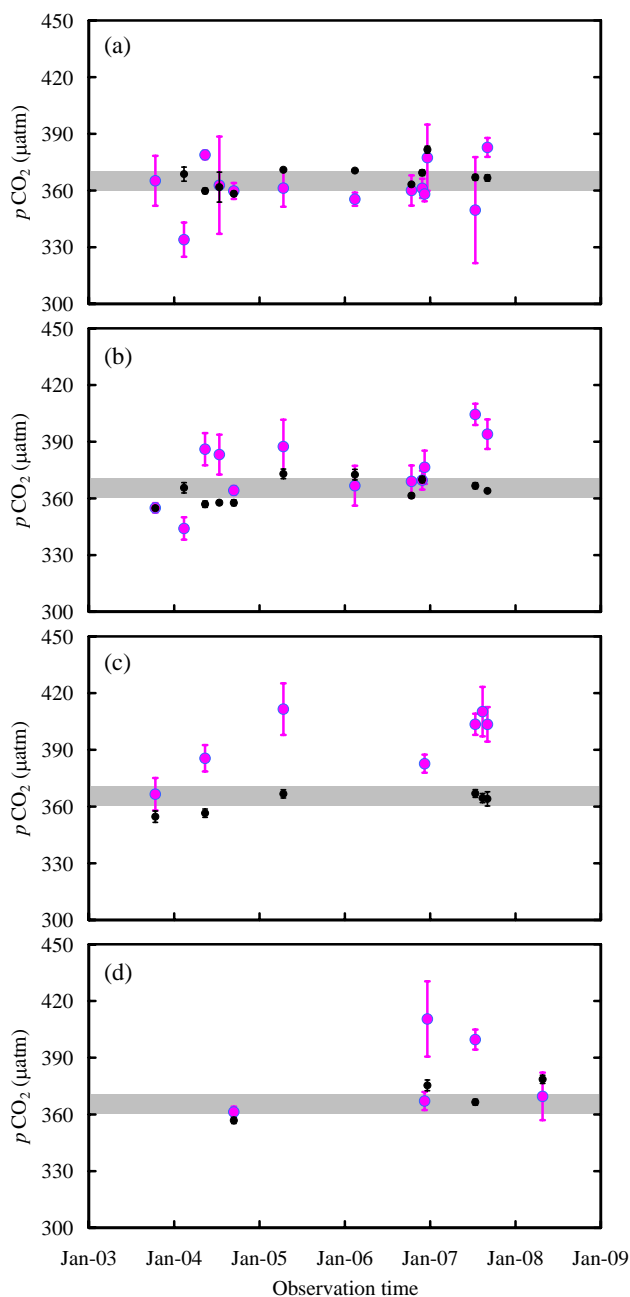 (a)
450
420
390
360
330
300
pCO₂ (μatm)
(b)
450
420
390
360
330
300
pCO₂ (μatm)
(c)
450
420
390
360
330
300
pCO₂ (μatm)
(d)
450
420
390
360
330
300
pCO₂ (μatm)
Jan-03 Jan-04 Jan-05 Jan-06 Jan-07 Jan-08 Jan-09
Observation time